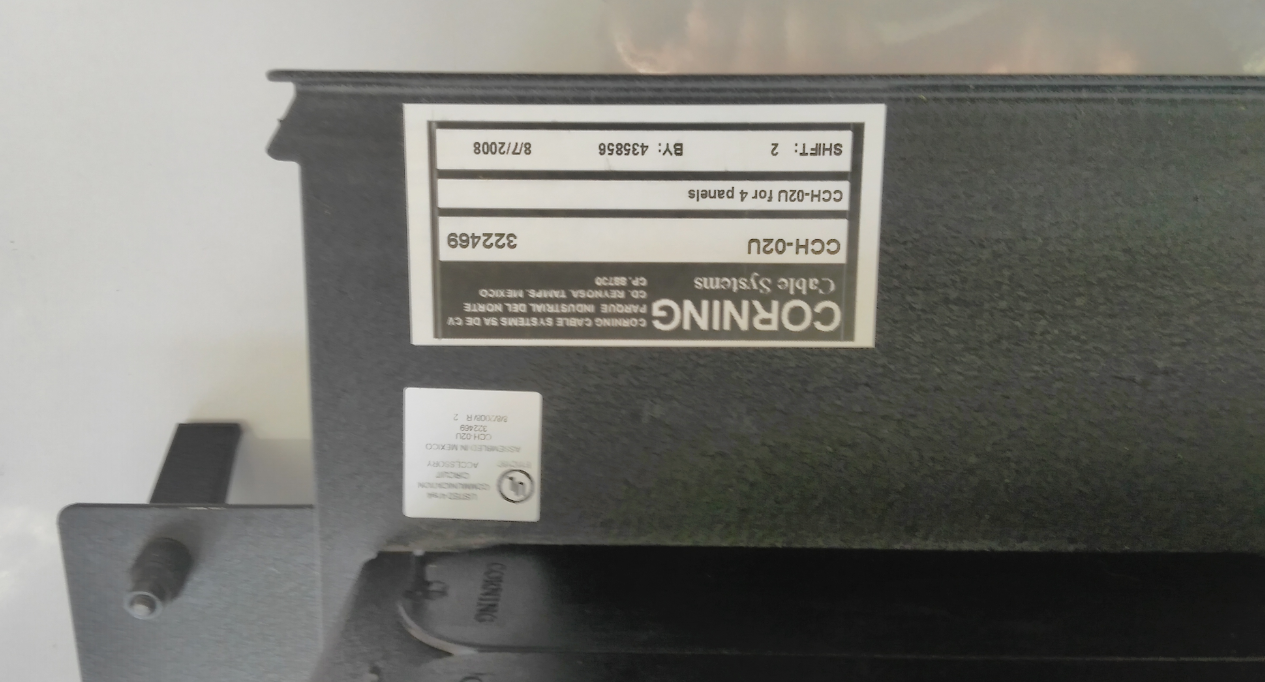 CORNING
Cable Systems
CORNING CABLE SYSTEMS SA DE CV
PARQUE INDUSTRIAL DEL NORTE
CD. REYNOSA, TAMPS. MEXICO
CP. 88730
CCH-02U 322469
CCH-02U for 4 panels
SHIFT: 2 BY: 435856 8/7/2008
UL
COMMUNICATION
CIRCUIT
ACCESSORY
ASSEMBLED IN MEXICO
CCH-02U
322469
CORNING